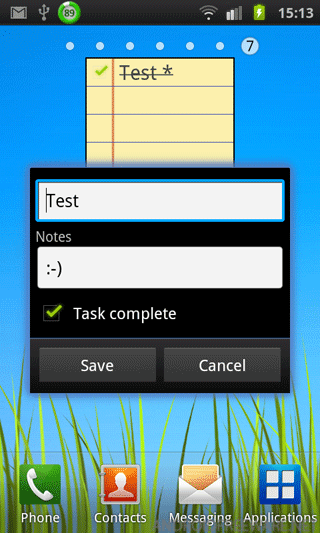 89
15:13
7
Test *
Test
Notes
:-)
Task complete
Save Cancel
Phone Contacts Messaging Applications